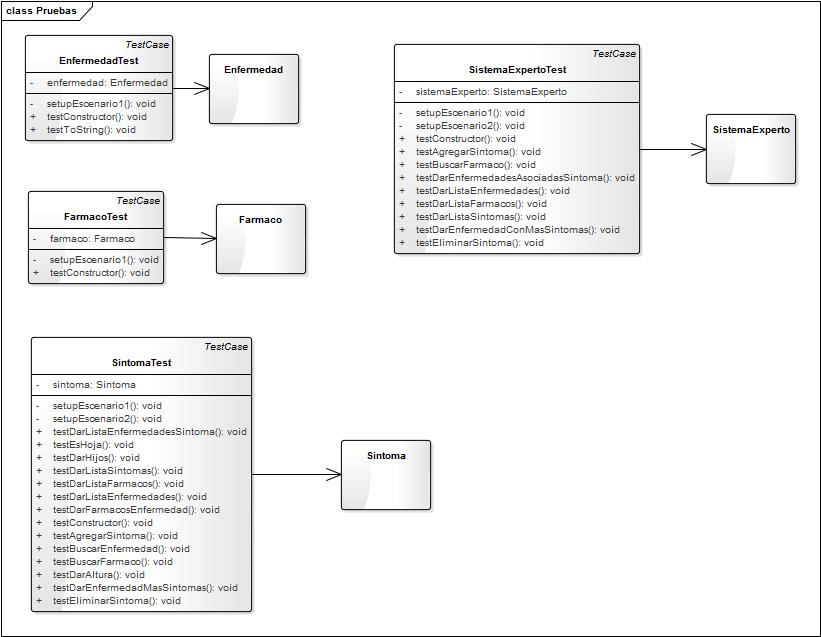 class Pruebas
TestCase
EnfermedadTest
- enfermedad: Enfermedad
- setupEscenario1(): void
+ testConstructor(): void
+ testToString(): void
Enfermedad
TestCase
SistemaExpertoTest
- sistemaExperto: SistemaExperto
- setupEscenario1(): void
- setupEscenario2(): void
+ testConstructor(): void
+ testAgregarSintoma(): void
+ testBuscarFarmaco(): void
+ testDarEnfermedadesAsociadasSintoma(): void
+ testDarListaEnfermedades(): void
+ testDarListaFarmacos(): void
+ testDarListaSintomas(): void
+ testDarEnfermedadConMasSintomas(): void
+ testEliminarSintoma(): void
SistemaExperto
TestCase
FarmacoTest
- farmaco: Farmaco
- setupEscenario1(): void
+ testConstructor(): void
Farmaco
TestCase
SintomaTest
- sintoma: Sintoma
- setupEscenario1(): void
- setupEscenario2(): void
+ testDarListaEnfermedadesSintoma(): void
+ testEsHoja(): void
+ testDarHijos(): void
+ testDarListaSintomas(): void
+ testDarListaFarmacos(): void
+ testDarListaEnfermedades(): void
+ testDarFarmacosEnfermedad(): void
+ testConstructor(): void
+ testAgregarSintoma(): void
+ testBuscarEnfermedad(): void
+ testBuscarFarmaco(): void
+ testDarAltura(): void
+ testDarEnfermedadMasSintomas(): void
+ testEliminarSintoma(): void
Sintoma